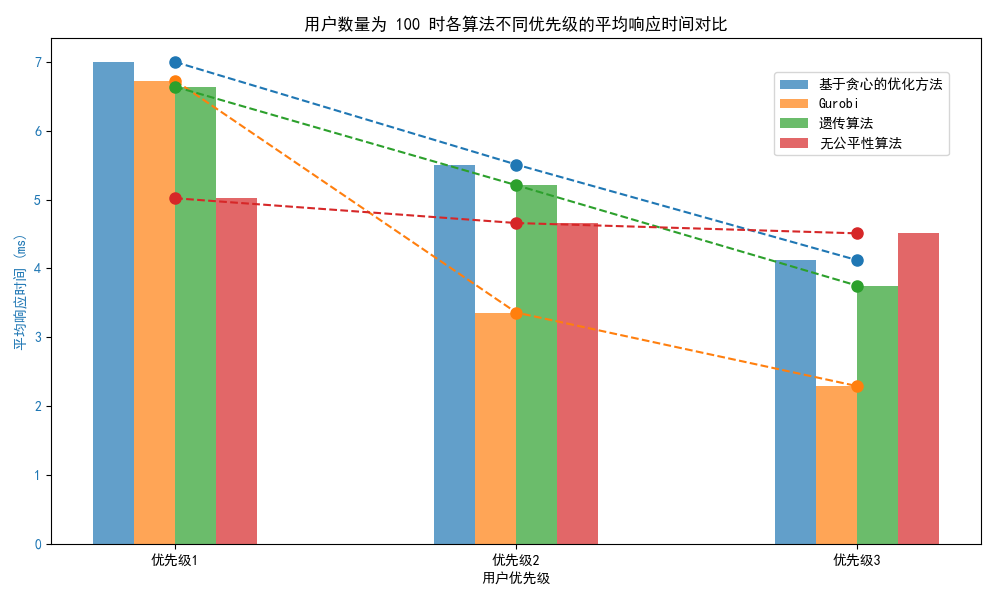 用户数量为 100 时各算法不同优先级的平均响应时间对比
基于贪心的优化方法
Gurobi
遗传算法
无公平性算法
平均响应时间 (ms)
7
6
5
4
3
2
1
0
优先级1
优先级2
优先级3
用户优先级